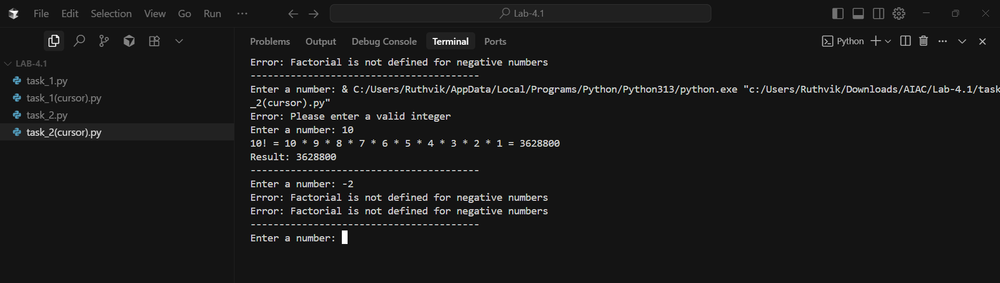 File Edit Selection View Go Run ··· Lab-4.1
Problems Output Debug Console Terminal Ports Python
LAB-4.1
task_1.py
task_1(cursor).py
task_2.py
task_2(cursor).py
Error: Factorial is not defined for negative numbers
----------------------------------------
Enter a number: & C:/Users/Ruthvik/AppData/Local/Programs/Python/Python313/python.exe "c:/Users/Ruthvik/Downloads/AIAC/Lab-4.1/task
_2(cursor).py"
Error: Please enter a valid integer
Enter a number: 10
10! = 10 * 9 * 8 * 7 * 6 * 5 * 4 * 3 * 2 * 1 = 3628800
Result: 3628800
----------------------------------------
Enter a number: -2
Error: Factorial is not defined for negative numbers
Error: Factorial is not defined for negative numbers
----------------------------------------
Enter a number: